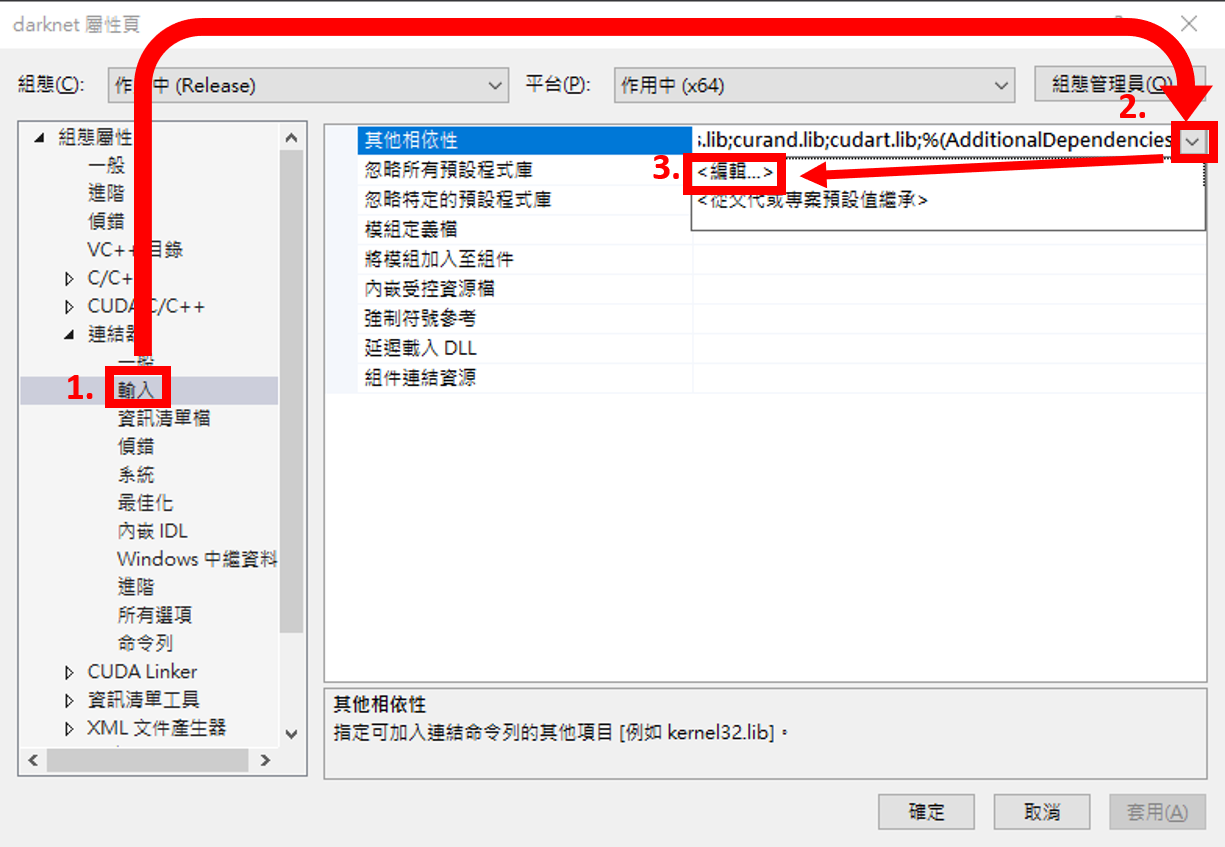 darknet 屬性頁
組態(C):
作 中 (Release)
平台(P):
作用中 (x64)
組態管理員(O)
2.
組態屬性
一般
進階
偵錯
VC++ 目錄
C/C+
CUDA C/C++
連結器
一般
1.
輸入
資訊清單檔
偵錯
系統
最佳化
內嵌 IDL
Windows 中繼資料
進階
所有選項
命令列
CUDA Linker
資訊清單工具
XML 文件產生器
其他相依性
.lib;curand.lib;cudart.lib;%(AdditionalDependencies
忽略所有預設程式庫
3.
<編輯...>
忽略特定的預設程式庫
<從父代或專案預設值繼承>
模組定義檔
將模組加入至組件
內嵌受控資源檔
強制符號參考
延遲載入 DLL
組件連結資源
其他相依性
指定可加入連結命令列的其他項目 [例如 kernel32.lib]。
確定
取消
套用(A)